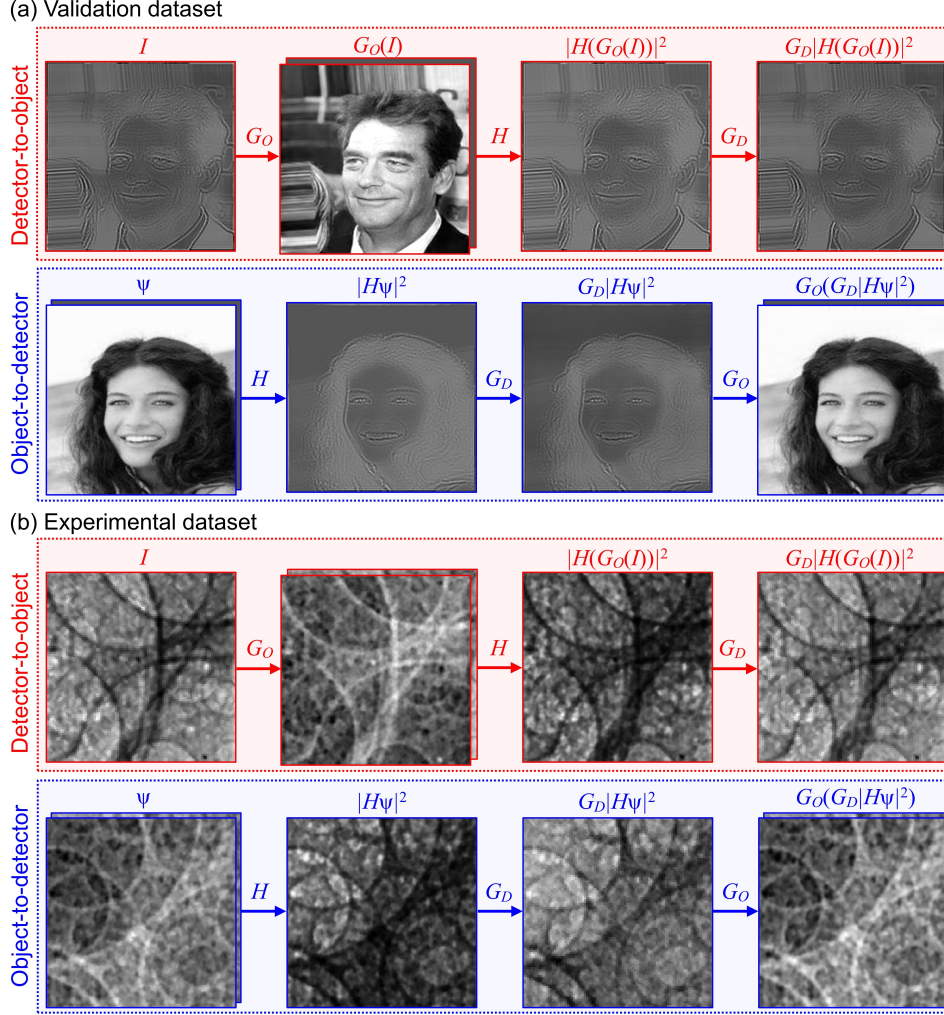 (a) Validation dataset
Detector-to-object
I
G_O(I)
|H(G_O(I))|²
G_D|H(G_O(I))|²
G_O
H
G_D
Object-to-detector
ψ
|Hψ|²
G_D|Hψ|²
G_O(G_D|Hψ|²)
H
G_D
G_O
(b) Experimental dataset
Detector-to-object
I
|H(G_O(I))|²
G_D|H(G_O(I))|²
G_O
H
G_D
Object-to-detector
ψ
|Hψ|²
G_D|Hψ|²
G_O(G_D|Hψ|²)
H
G_D
G_O